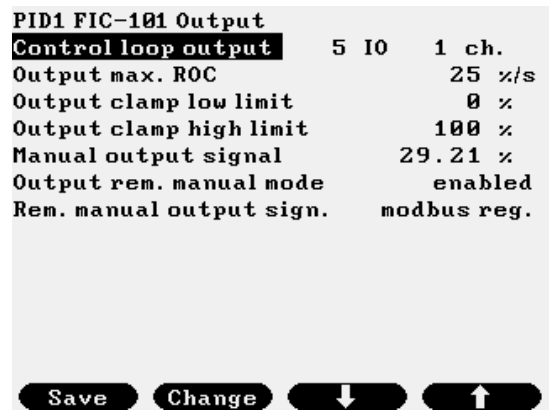 PID1 FIC-101 Output
Control loop output 5 IO 1 ch.
Output max. ROC 25 %/s
Output clamp low limit 0 %
Output clamp high limit 100 %
Manual output signal 29.21 %
Output rem. manual mode enabled
Rem. manual output sign. modbus reg.
Save Change ↓ ↑